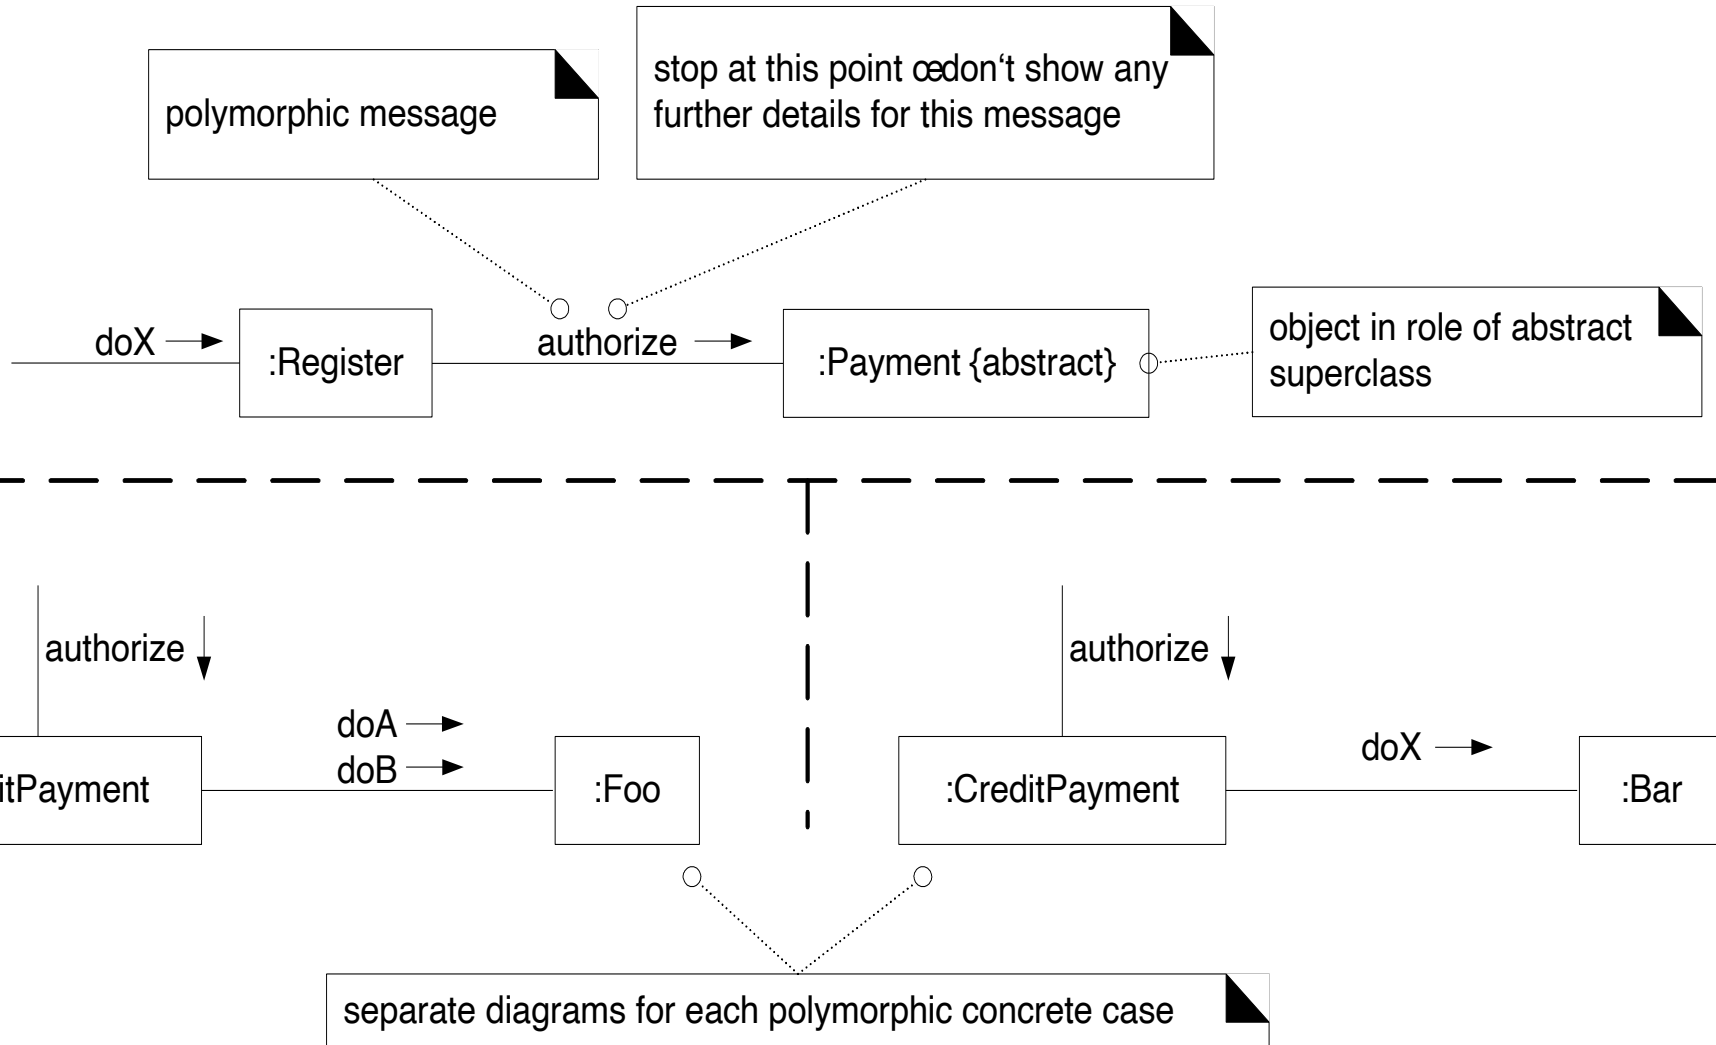 stop at this point œdon‘t show any
further details for this message
polymorphic message
object in role of abstract
superclass
doX
:Register
authorize
:Payment {abstract}
authorize
authorize
doA
doB
doX
itPayment
:Foo
:CreditPayment
:Bar
separate diagrams for each polymorphic concrete case